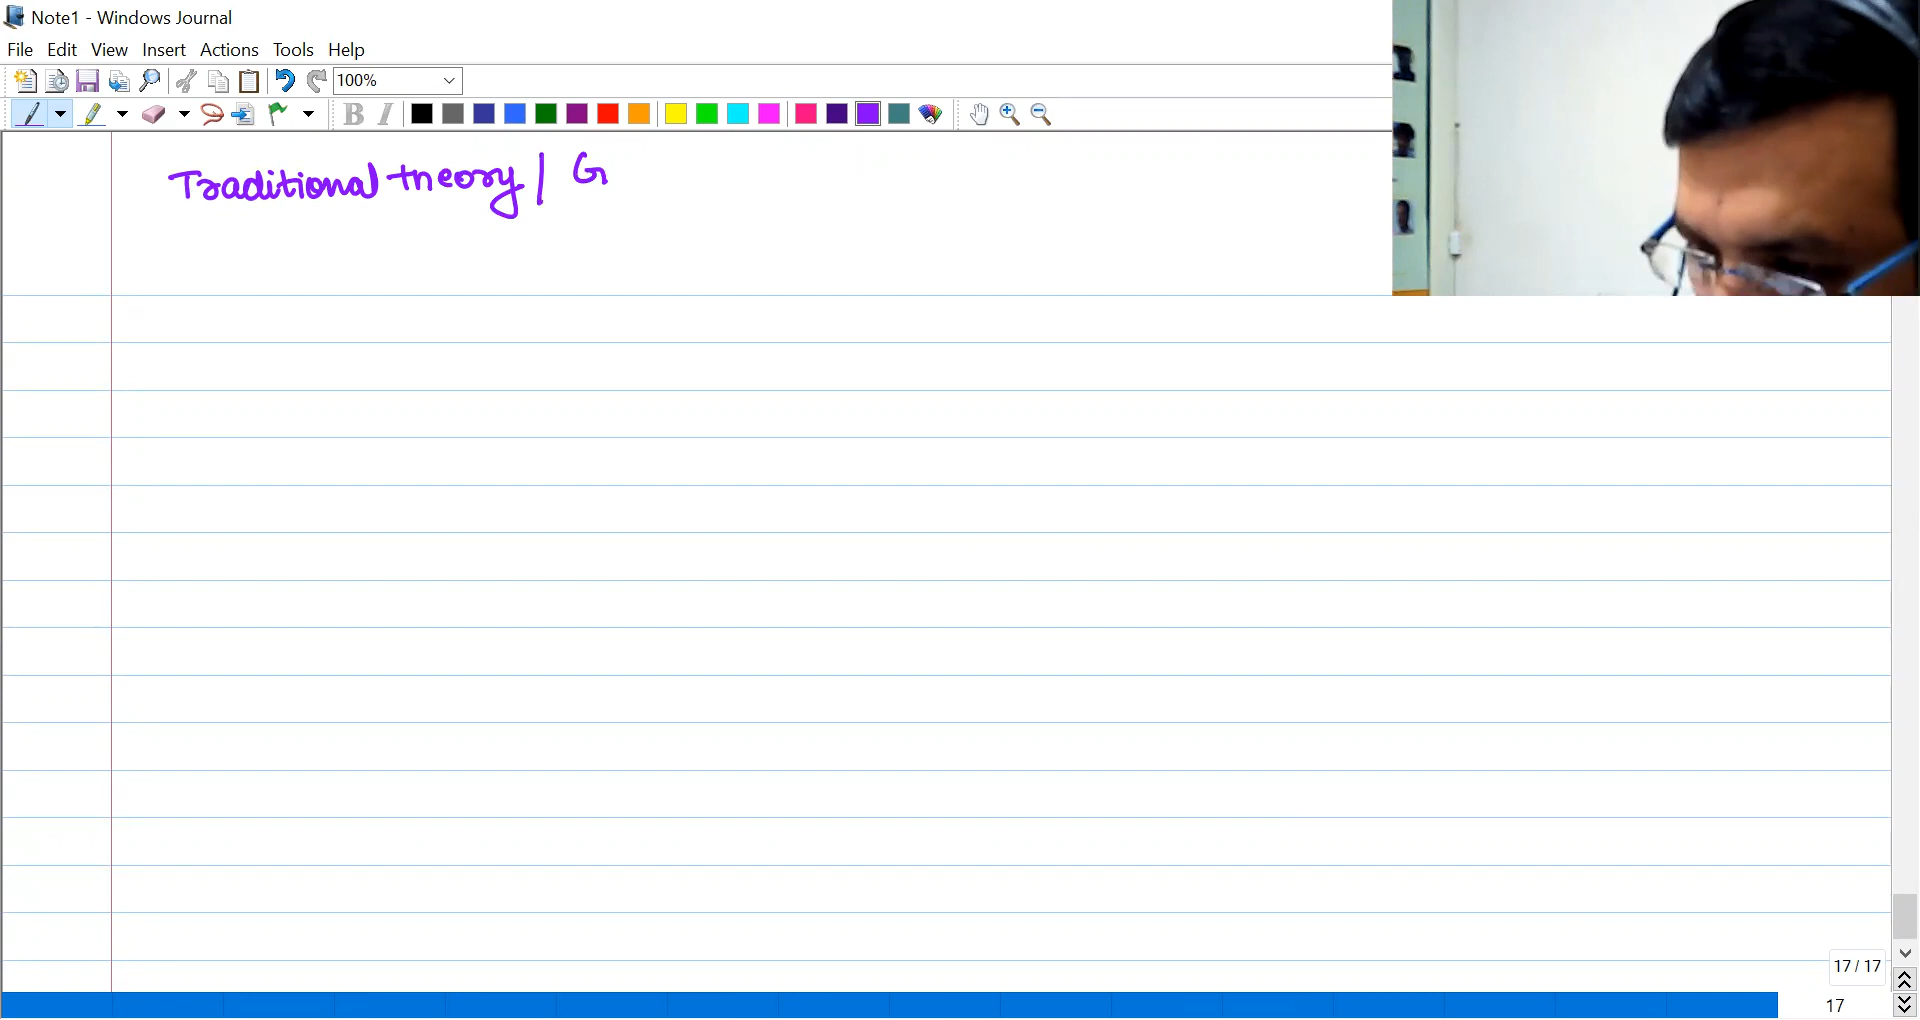 Note1 - Windows Journal
File Edit View Insert Actions Tools Help
100%
B I
Traditional theory | G
17 / 17
17